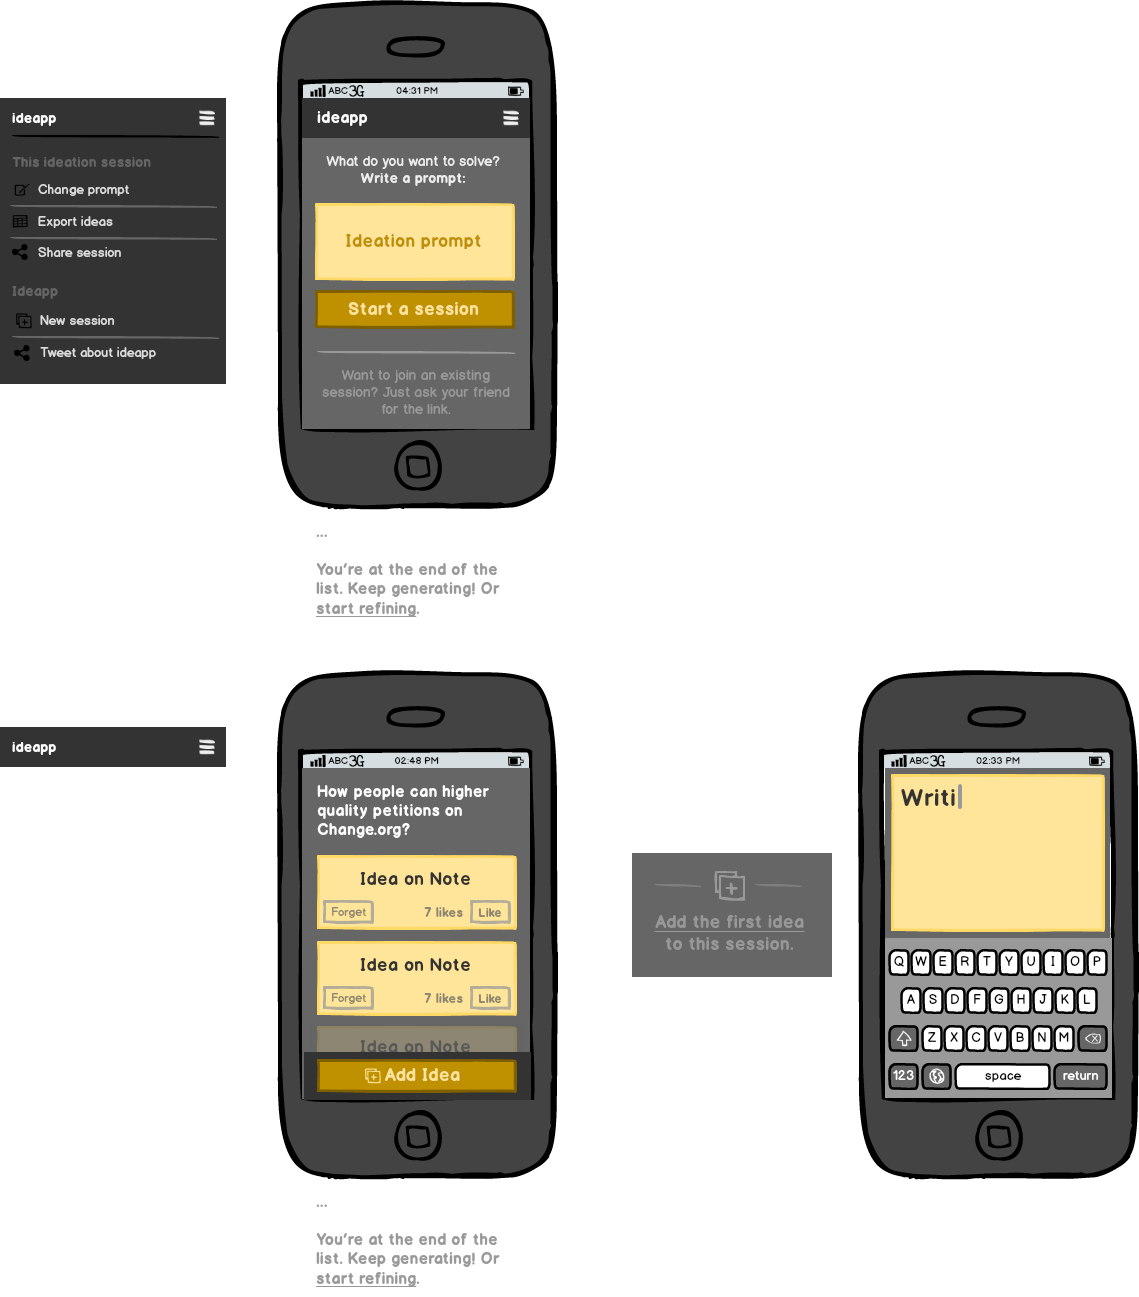 ideapp
This ideation session
Change prompt
Export ideas
Share session
Ideapp
New session
Tweet about ideapp
ABC 3G 04:31 PM
ideapp
What do you want to solve?
Write a prompt:
Ideation prompt
Start a session
Want to join an existing
session? Just ask your friend
for the link.
...
You're at the end of the
list. Keep generating! Or
start refining.
ideapp
ABC 3G 02:48 PM
How people can higher
quality petitions on
Change.org?
Idea on Note
Forget 7 likes Like
Idea on Note
Forget 7 likes Like
Idea on Note
Add Idea
...
You're at the end of the
list. Keep generating! Or
start refining.
Add the first idea
to this session.
ABC 3G 02:33 PM
Writi
Q W E R T Y U I O P
A S D F G H J K L
Z X C V B N M
123 space return